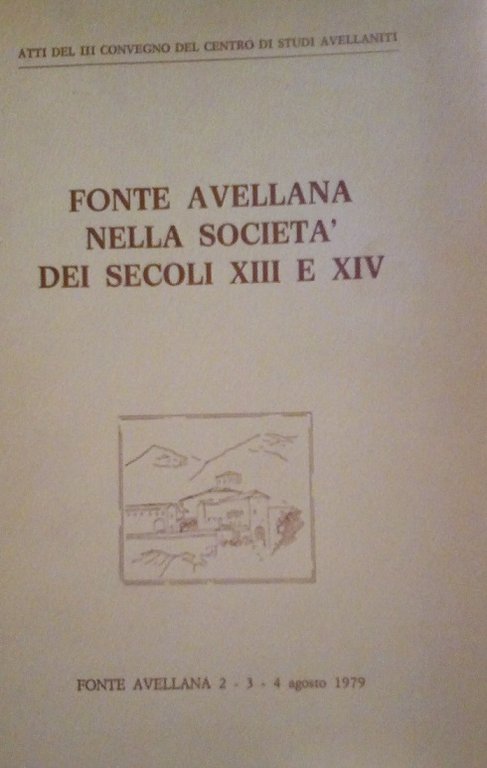 ATTI DEL III CONVEGNO DEL CENTRO DI STUDI AVELLANITI
FONTE AVELLANA
NELLA SOCIETA'
DEI SECOLI XIII E XIV
FONTE AVELLANA 2 - 3 - 4 agosto 1979